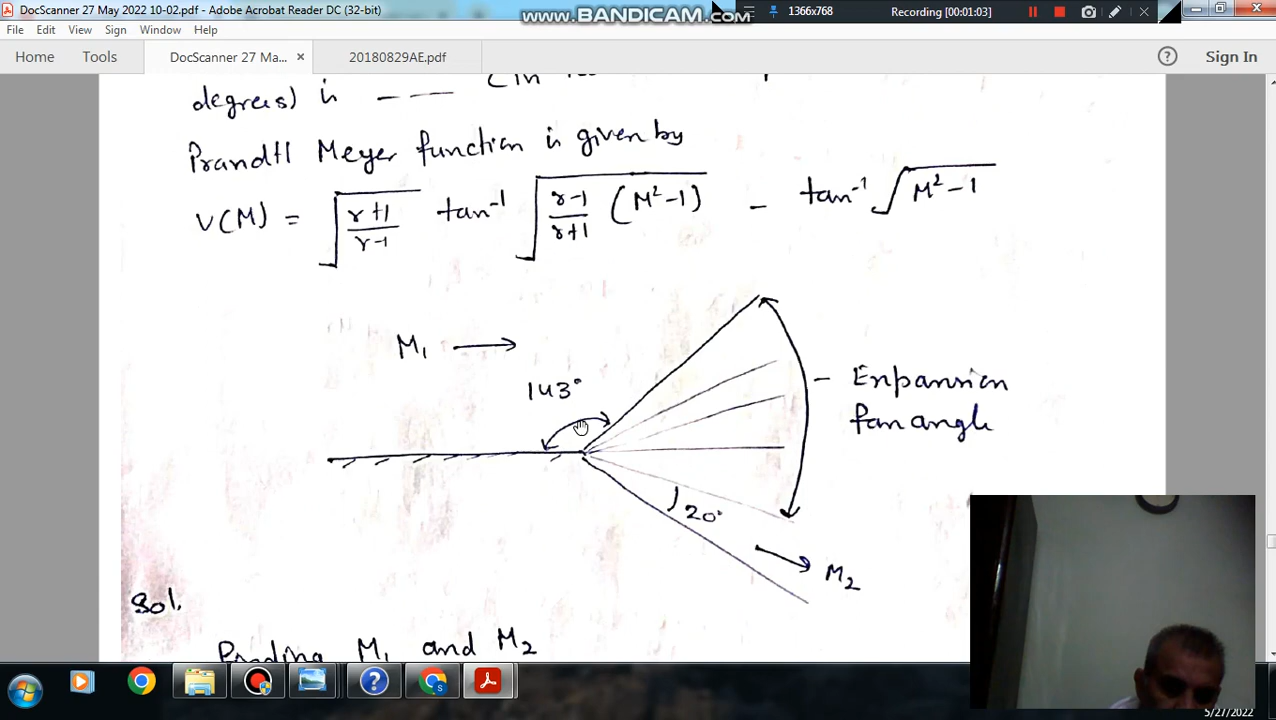 DocScanner 27 May 2022 10-02.pdf - Adobe Acrobat Reader DC (32-bit)
www.BANDICAM.com
1366x768
Recording [00:01:03]
File Edit View Sign Window Help
Home Tools DocScanner 27 Ma... × 20180829AE.pdf
Sign In
degrees) is ———
Prandtl Meyer function is given by
ν(M) = √((γ+1)/(γ-1)) tan⁻¹ √((γ-1)/(γ+1) (M²-1)) - tan⁻¹ √(M²-1)
M₁ →
143°
- Expansion
fan angle
20°
→ M₂
Sol.
Finding M₁ and M₂
5/27/2022